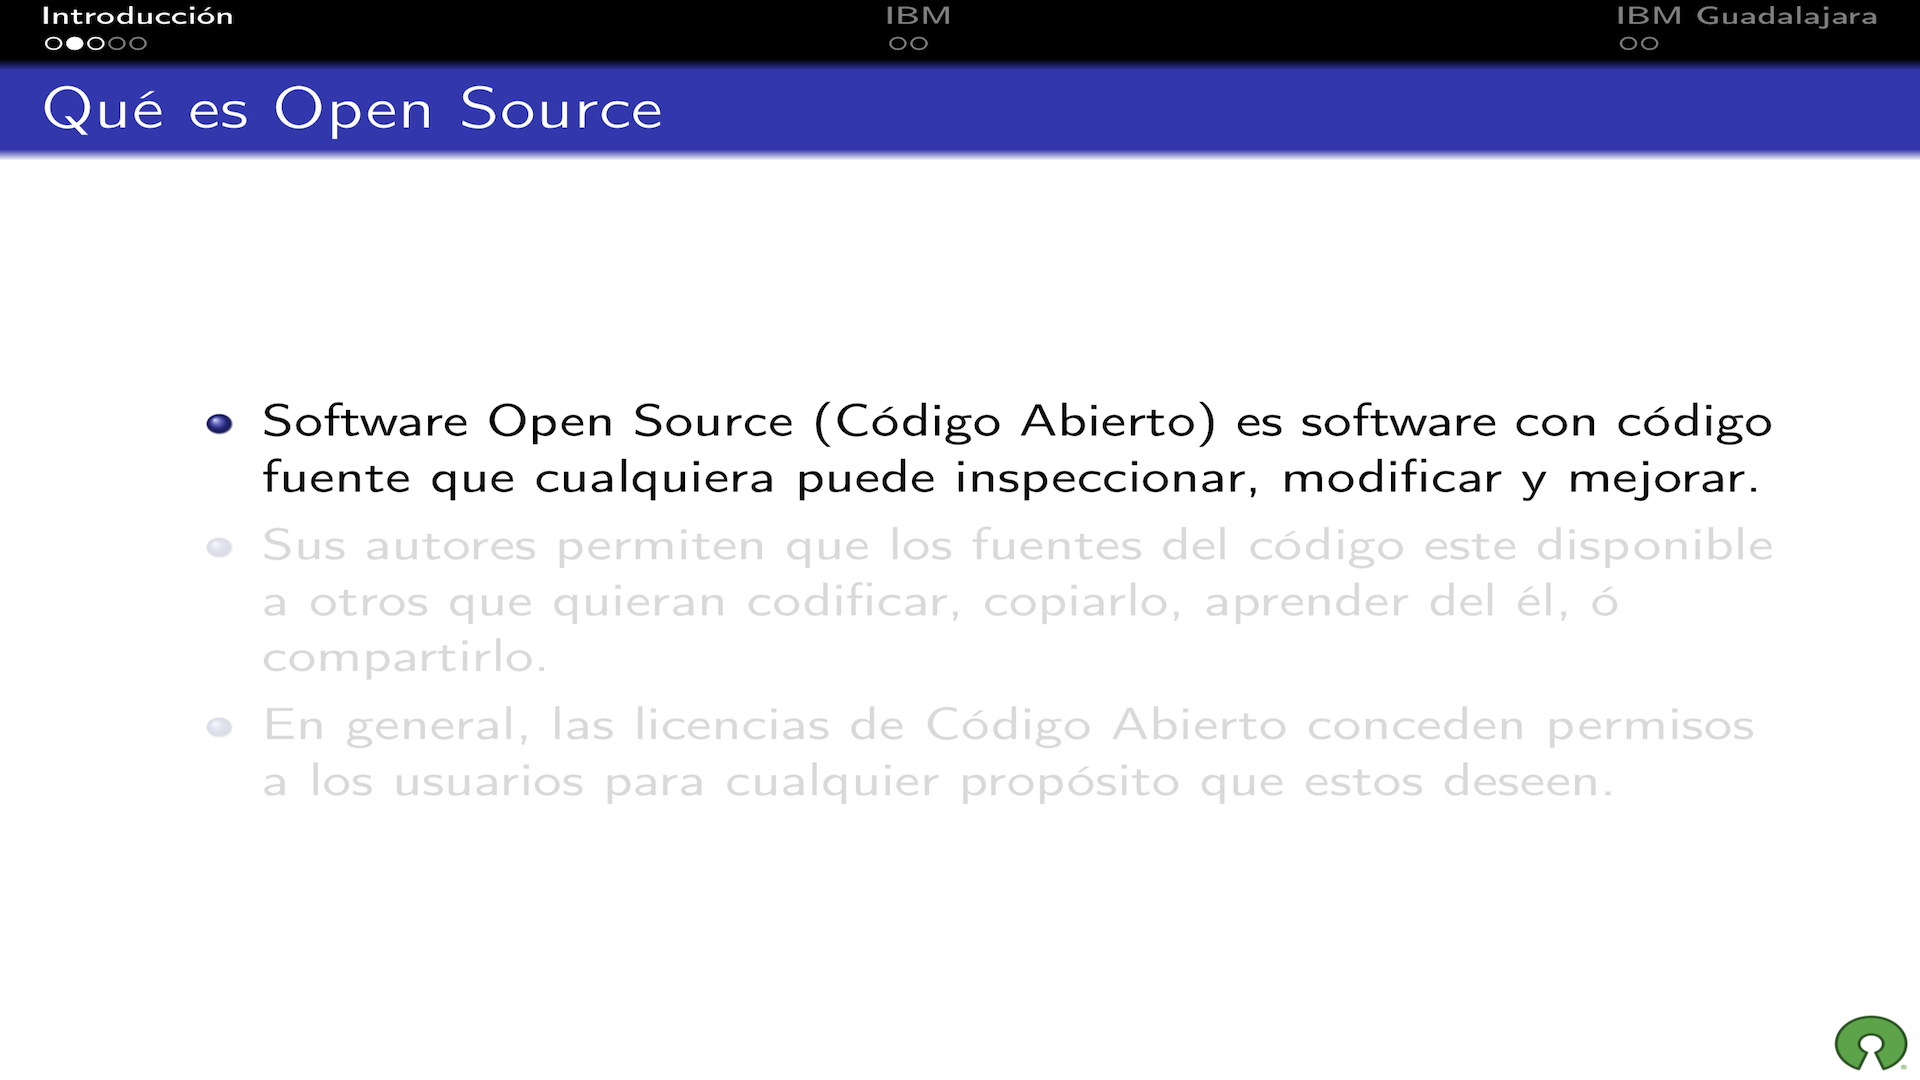 Introducción
IBM
IBM Guadalajara
Qué es Open Source
Software Open Source (Código Abierto) es software con código
fuente que cualquiera puede inspeccionar, modificar y mejorar.
Sus autores permiten que los fuentes del código este disponible
a otros que quieran codificar, copiarlo, aprender del él, ó
compartirlo.
En general, las licencias de Código Abierto conceden permisos
a los usuarios para cualquier propósito que estos deseen.